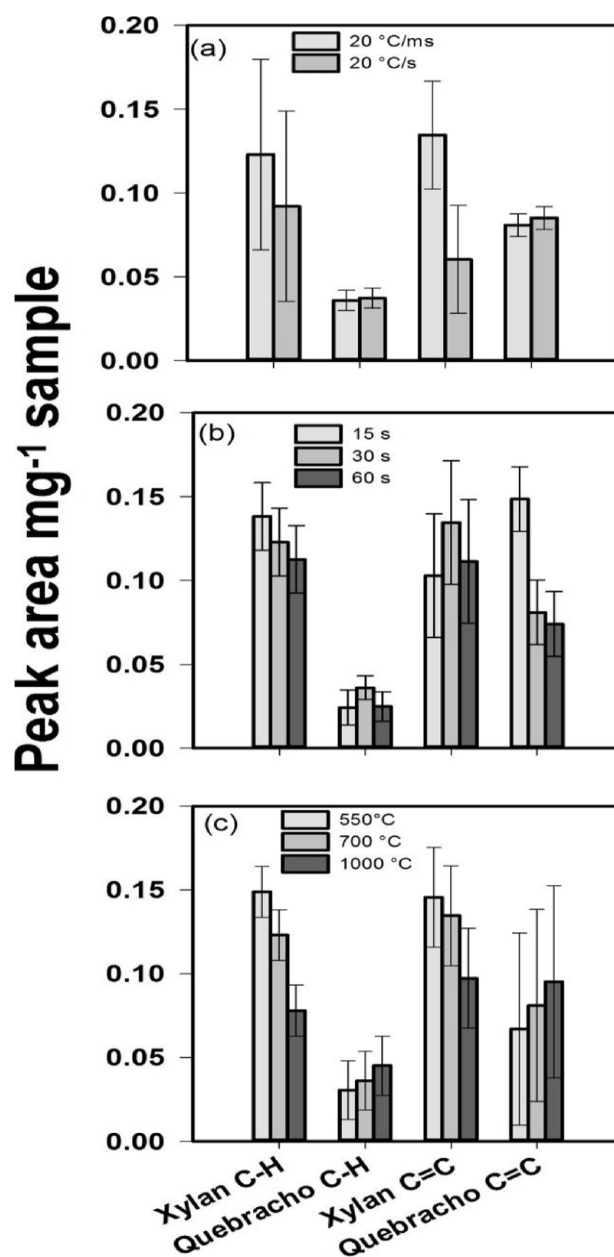 Peak area mg⁻¹ sample
0.20
0.15
0.10
0.05
0.00
(a)
20 °C/ms
20 °C/s
0.20
0.15
0.10
0.05
0.00
(b)
15 s
30 s
60 s
0.20
0.15
0.10
0.05
0.00
(c)
550°C
700 °C
1000 °C
Xylan C-H
Quebracho C-H
Xylan C=C
Quebracho C=C